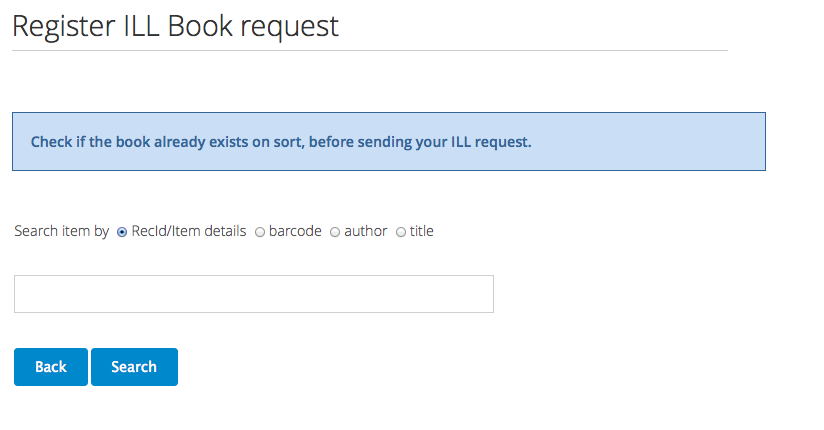 Register ILL Book request
Check if the book already exists on sort, before sending your ILL request.
Search item by RecId/Item details barcode author title
Back Search